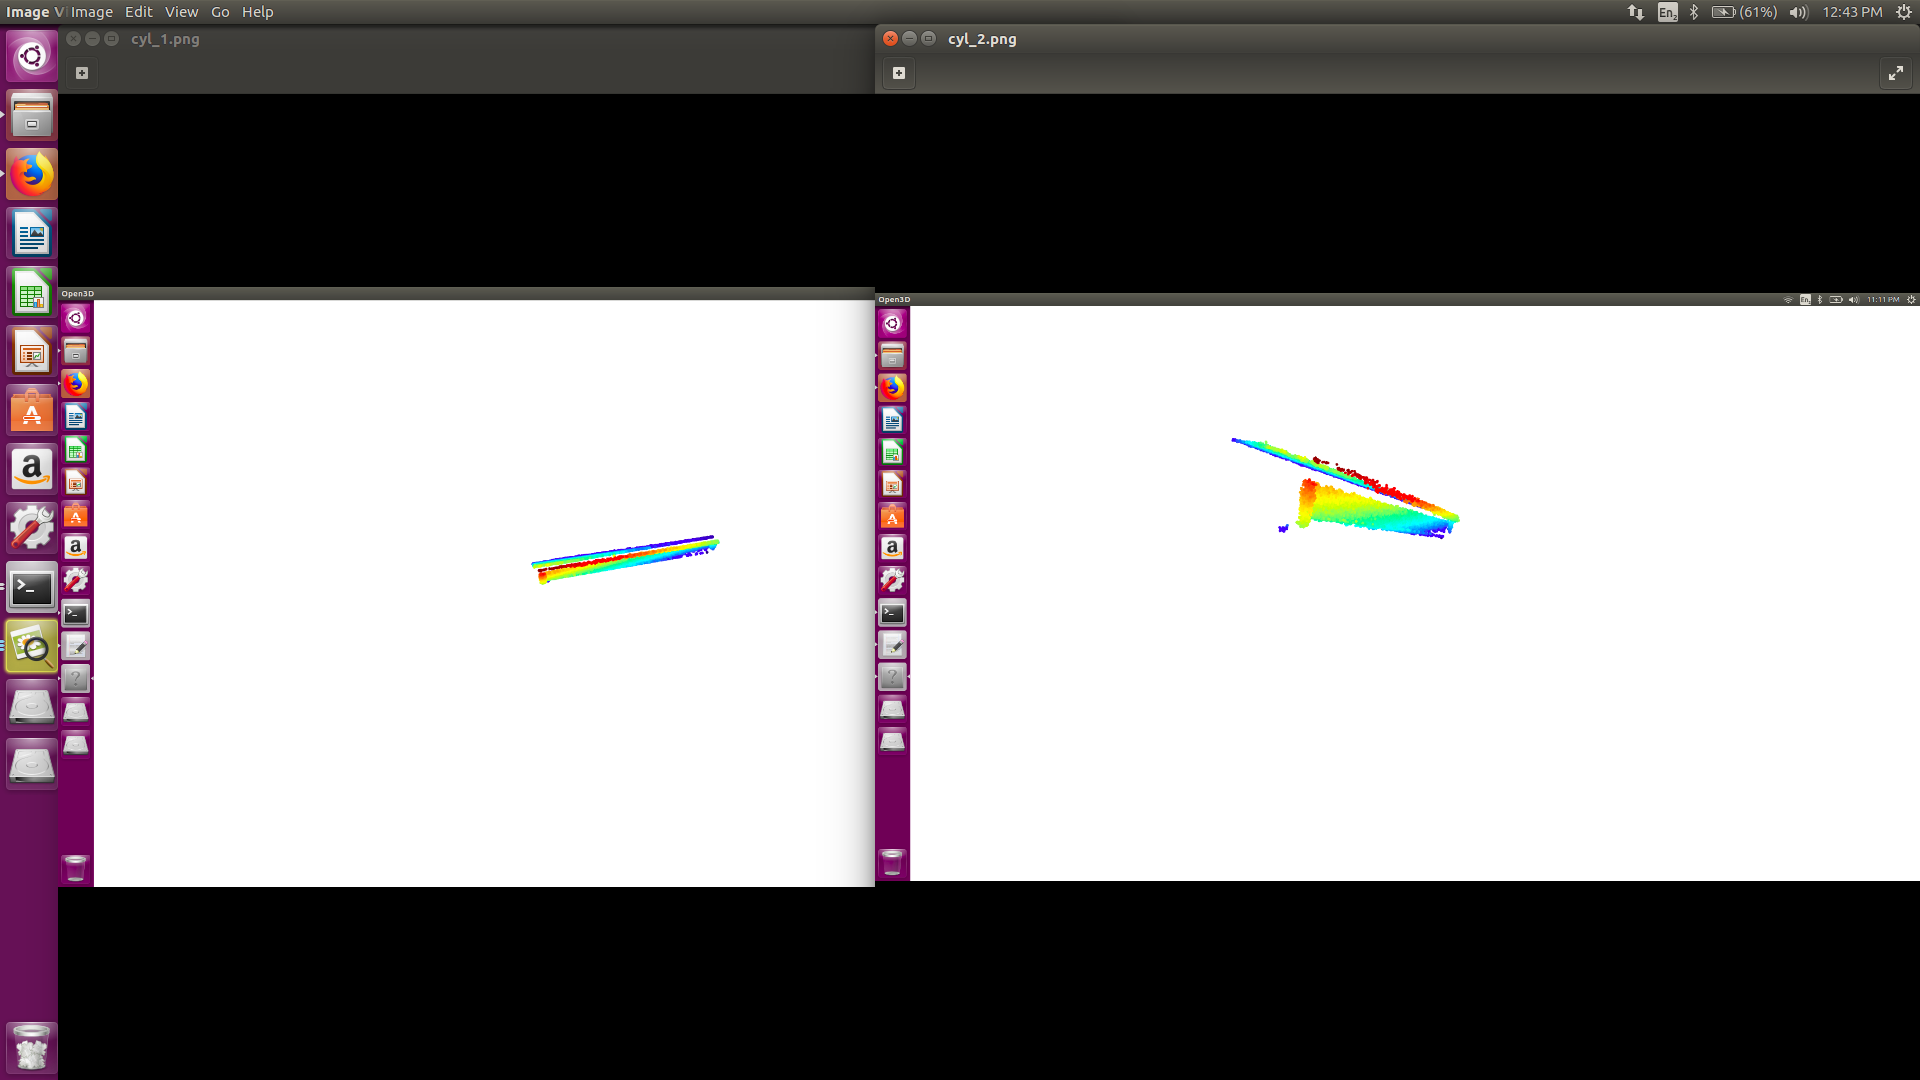 Image V Image Edit View Go Help
En2 (61%) 12:43 PM
cyl_1.png
cyl_2.png
Open3D
Open3D
En 11:11 PM